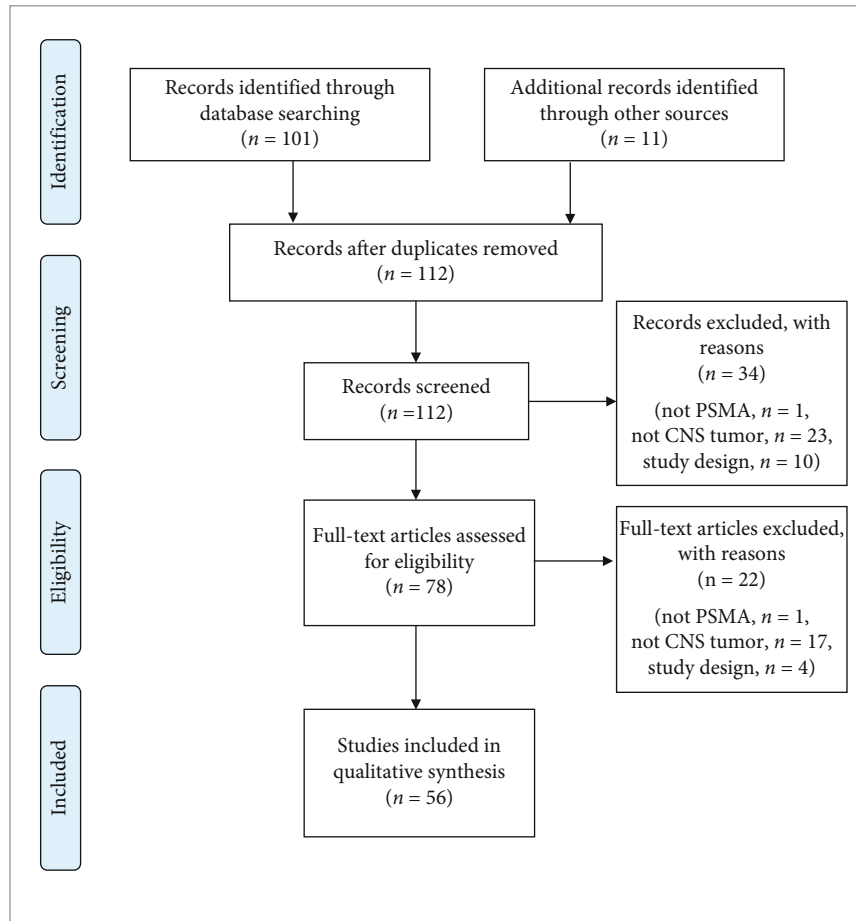 Identification
Records identified through
database searching
(n = 101)
Additional records identified
through other sources
(n = 11)
Records after duplicates removed
(n = 112)
Screening
Records screened
(n =112)
Records excluded, with
reasons
(n = 34)
(not PSMA, n = 1,
not CNS tumor, n = 23,
study design, n = 10)
Eligibility
Full-text articles assessed
for eligibility
(n = 78)
Full-text articles excluded,
with reasons
(n = 22)
(not PSMA, n = 1,
not CNS tumor, n = 17,
study design, n = 4)
Included
Studies included in
qualitative synthesis
(n = 56)